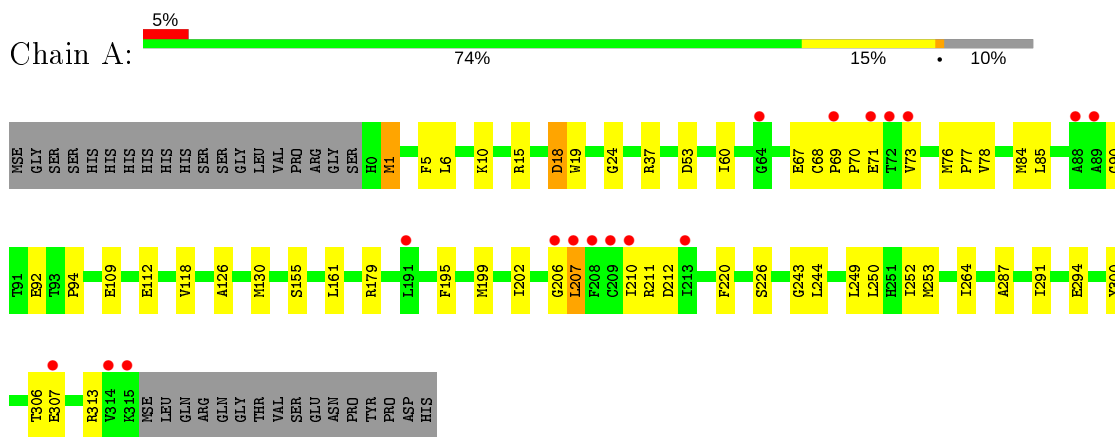 5%
Chain A:
74% 15% • 10%
MSE GLY SER SER HIS HIS HIS HIS HIS HIS SER SER GLY LEU VAL PRO ARG GLY SER H0 M1 F5 L6 K10 R15 D18 W19 G24 R37 D53 I60 G64 E67 C68 P69 P70 E71 T72 V73 M76 P77 V78 M84 L85 A88 A89
T91 E92 T93 P94 E109 E112 V118 A126 M130 S155 L161 R179 L191 F195 M199 I202 G206 L207 F208 C209 I210 R211 D212 I213 F220 S226 G243 L244 L249 L250 H251 I252 M253 I264 A287 I291 E294
T306 E307 R313 V314 K315 MSE LEU GLN ARG GLN GLY THR VAL SER GLU ASN PRO TYR PRO ASP HIS